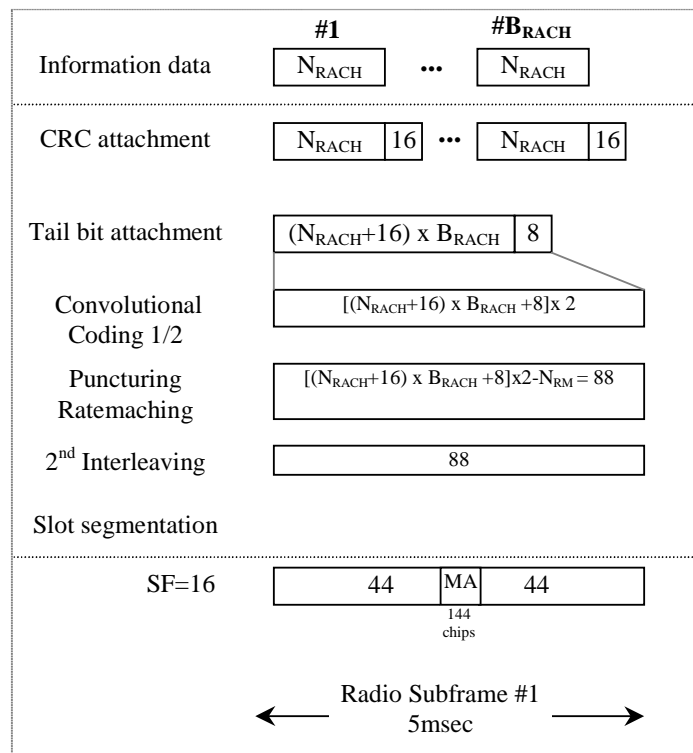 #1 #B_RACH
Information data N_RACH ... N_RACH
CRC attachment N_RACH 16 ... N_RACH 16
Tail bit attachment (N_RACH+16) x B_RACH 8
Convolutional
Coding 1/2
[(N_RACH+16) x B_RACH +8]x 2
Puncturing
Ratemaching
[(N_RACH+16) x B_RACH +8]x2-N_RM = 88
2nd Interleaving 88
Slot segmentation
SF=16 44 MA 44
144
chips
Radio Subframe #1
5msec